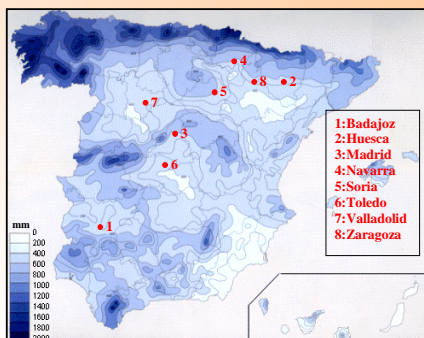 4
8
2
5
7
3
6
1
1:Badajoz
2:Huesca
3:Madrid
4:Navarra
5:Soria
6:Toledo
7:Valladolid
8:Zaragoza
mm
0
200
400
600
800
1000
1200
1400
1600
1800
2000